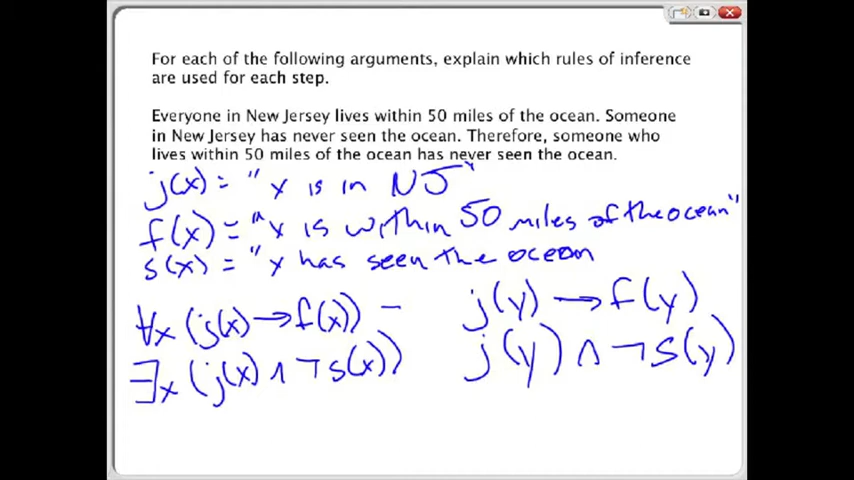 For each of the following arguments, explain which rules of inference
are used for each step.
Everyone in New Jersey lives within 50 miles of the ocean. Someone
in New Jersey has never seen the ocean. Therefore, someone who
lives within 50 miles of the ocean has never seen the ocean.
j(x) = "x is in NJ"
f(x) = "x is within 50 miles of the ocean"
s(x) = "x has seen the ocean
∀x (j(x) → f(x)) –
∃x (j(x) ∧ ¬s(x))
j(y) → f(y)
j(y) ∧ ¬s(y)